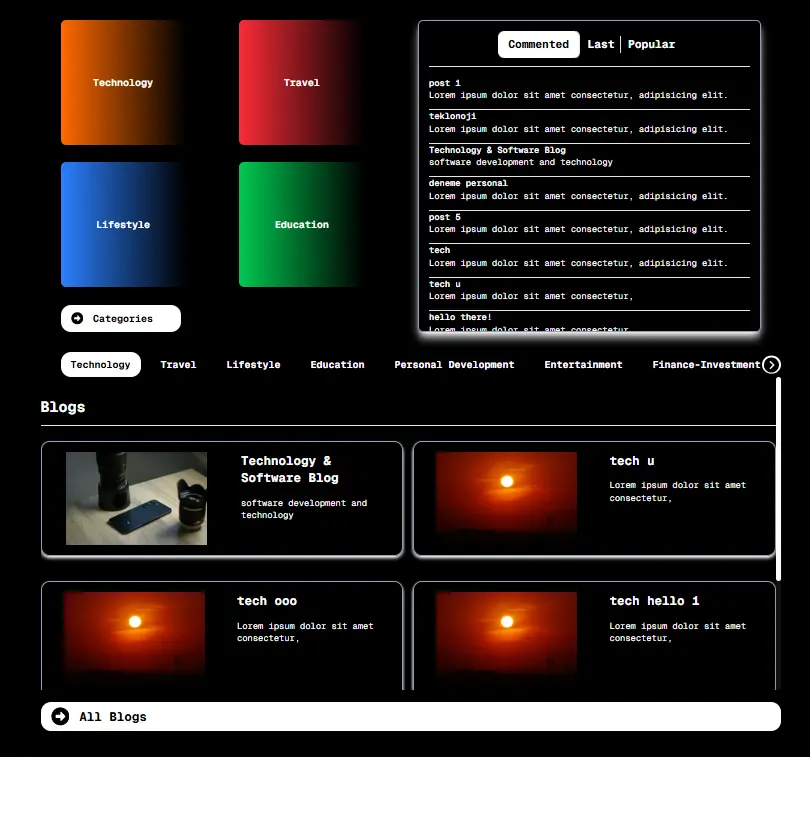 Technology
Travel
Lifestyle
Education
Categories
Commented
Last
Popular
post 1
Lorem ipsum dolor sit amet consectetur, adipisicing elit.
teklonoji
Lorem ipsum dolor sit amet consectetur, adipisicing elit.
Technology & Software Blog
software development and technology
deneme personal
Lorem ipsum dolor sit amet consectetur, adipisicing elit.
post 5
Lorem ipsum dolor sit amet consectetur, adipisicing elit.
tech
Lorem ipsum dolor sit amet consectetur, adipisicing elit.
tech u
Lorem ipsum dolor sit amet consectetur,
hello there!
Lorem ipsum dolor sit amet consectetur
Technology Travel Lifestyle Education Personal Development Entertainment Finance-Investment
Blogs
Technology &
Software Blog
software development and
technology
tech u
Lorem ipsum dolor sit amet
consectetur,
tech ooo
Lorem ipsum dolor sit amet
consectetur,
tech hello 1
Lorem ipsum dolor sit amet
consectetur,
All Blogs